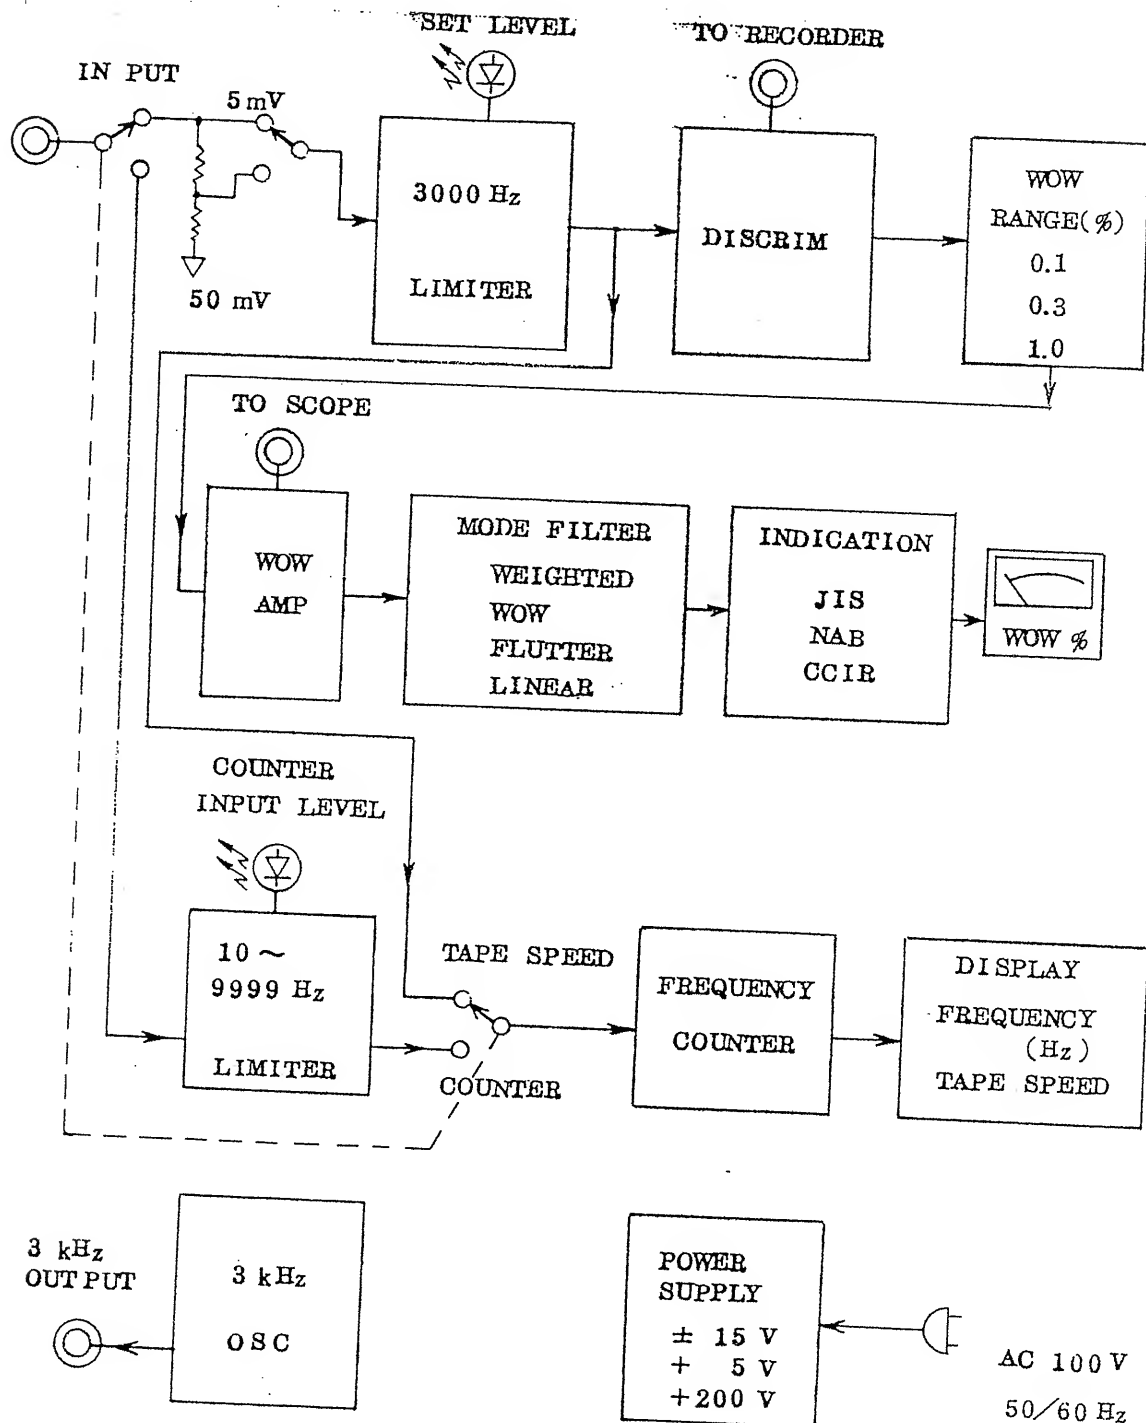 SET LEVEL
TO RECORDER
IN PUT
5 mV
50 mV
3000 Hz
LIMITER
DISCRIM
WOW
RANGE(%)
0.1
0.3
1.0
TO SCOPE
WOW
AMP
MODE FILTER
WEIGHTED
WOW
FLUTTER
LINEAR
INDICATION
JIS
NAB
CCIR
WOW %
COUNTER
INPUT LEVEL
10 ~
9999 Hz
LIMITER
TAPE SPEED
COUNTER
FREQUENCY
COUNTER
DISPLAY
FREQUENCY
(Hz)
TAPE SPEED
3 kHz
OUTPUT
3 kHz
OSC
POWER
SUPPLY
± 15 V
+ 5 V
+200 V
AC 100 V
50/60 Hz